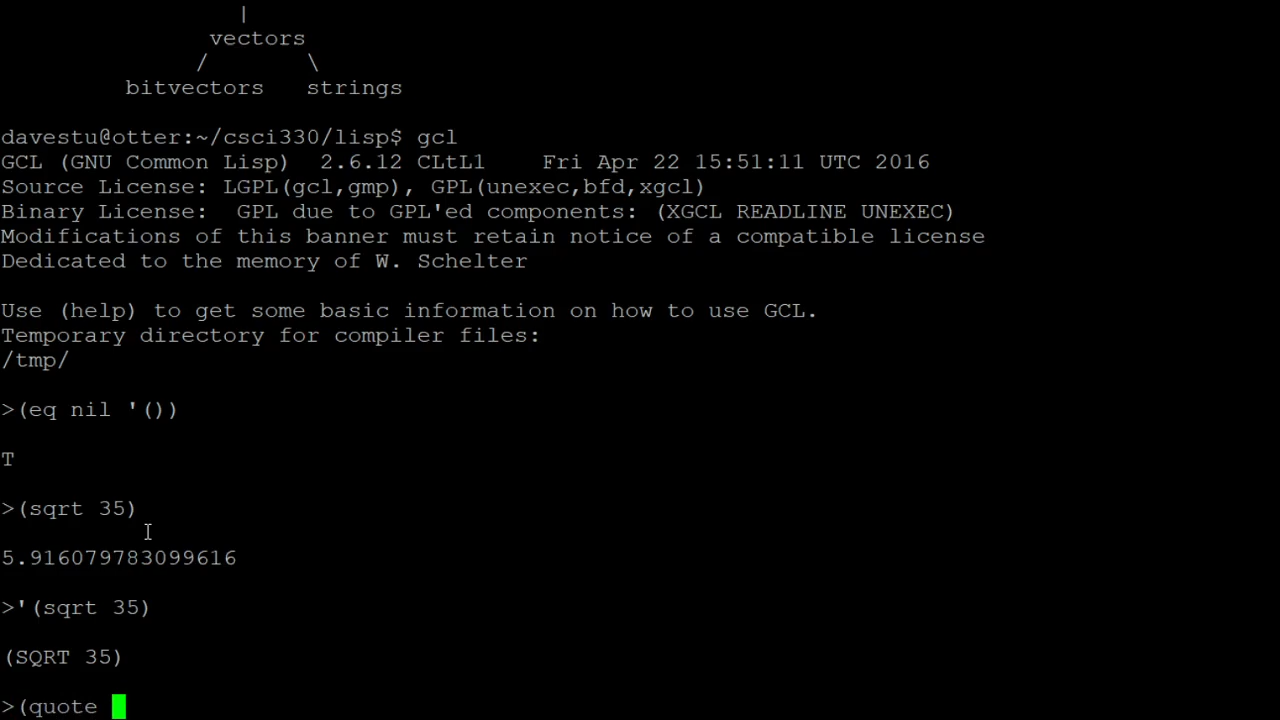 |
vectors
/ \
bitvectors strings
davestu@otter:~/csci330/lisp$ gcl
GCL (GNU Common Lisp)  2.6.12 CLtL1    Fri Apr 22 15:51:11 UTC 2016
Source License: LGPL(gcl,gmp), GPL(unexec,bfd,xgcl)
Binary License:  GPL due to GPL'ed components: (XGCL READLINE UNEXEC)
Modifications of this banner must retain notice of a compatible license
Dedicated to the memory of W. Schelter
Use (help) to get some basic information on how to use GCL.
Temporary directory for compiler files:
/tmp/
>(eq nil '())
T
>(sqrt 35)
5.916079783099616
>'(sqrt 35)
(SQRT 35)
>(quote